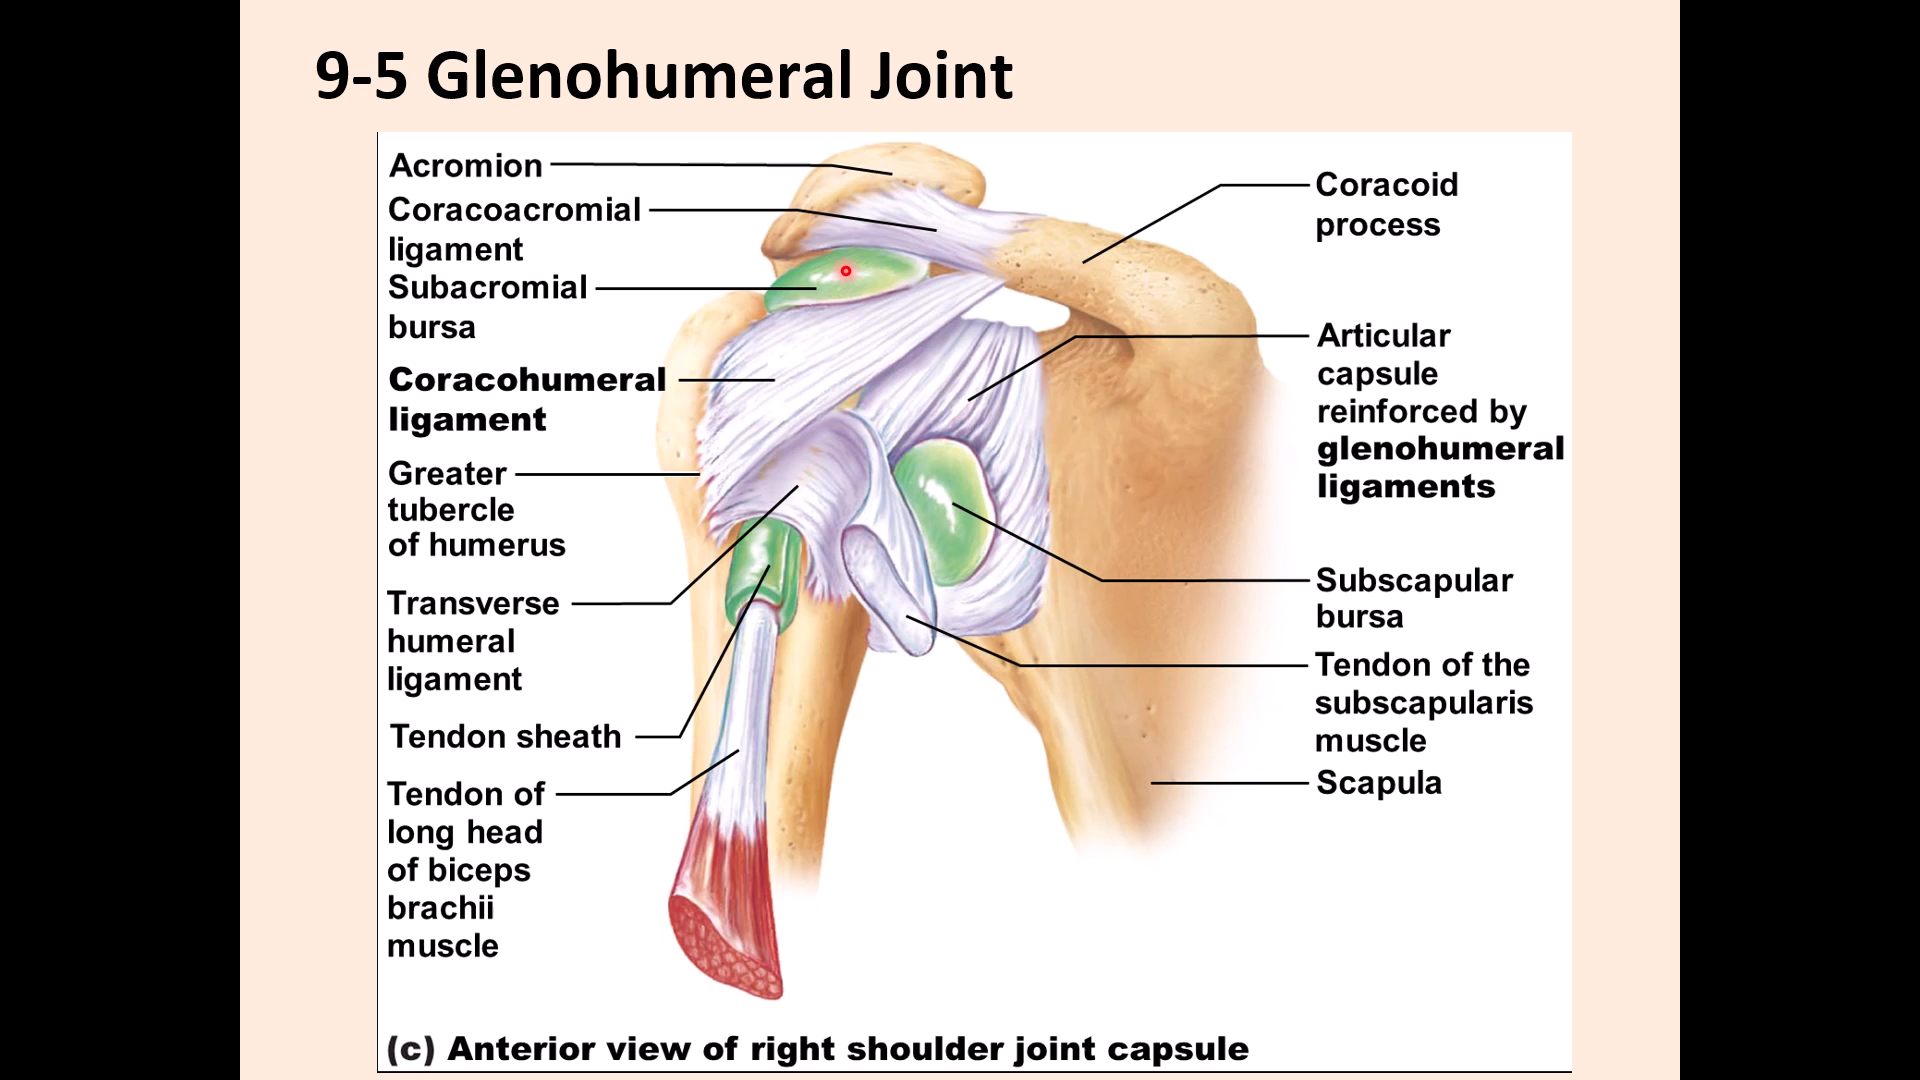 9-5 Glenohumeral Joint
Acromion
Coracoacromial
ligament
Subacromial
bursa
Coracohumeral
ligament
Greater
tubercle
of humerus
Transverse
humeral
ligament
Tendon sheath
Tendon of
long head
of biceps
brachii
muscle
Coracoid
process
Articular
capsule
reinforced by
glenohumeral
ligaments
Subscapular
bursa
Tendon of the
subscapularis
muscle
Scapula
(c) Anterior view of right shoulder joint capsule